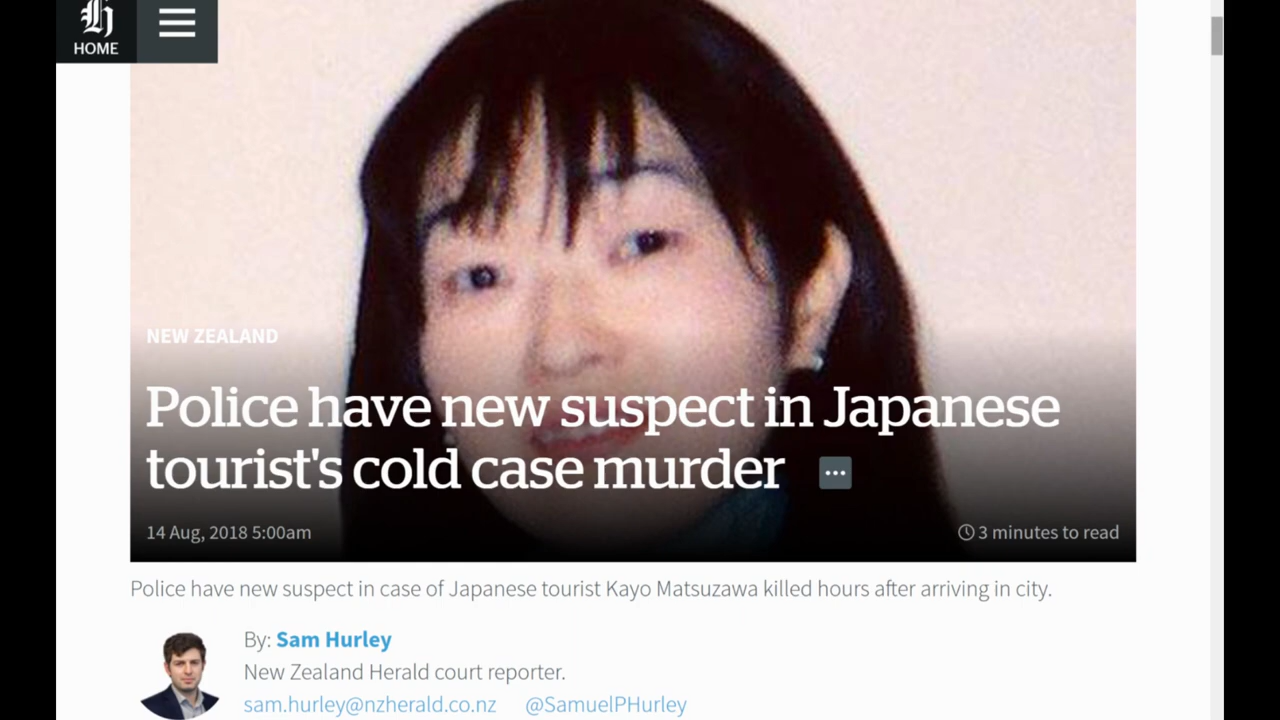 HOME
NEW ZEALAND
Police have new suspect in Japanese
tourist's cold case murder
14 Aug, 2018 5:00am
3 minutes to read
Police have new suspect in case of Japanese tourist Kayo Matsuzawa killed hours after arriving in city.
By: Sam Hurley
New Zealand Herald court reporter.
sam.hurley@nzherald.co.nz @SamuelPHurley